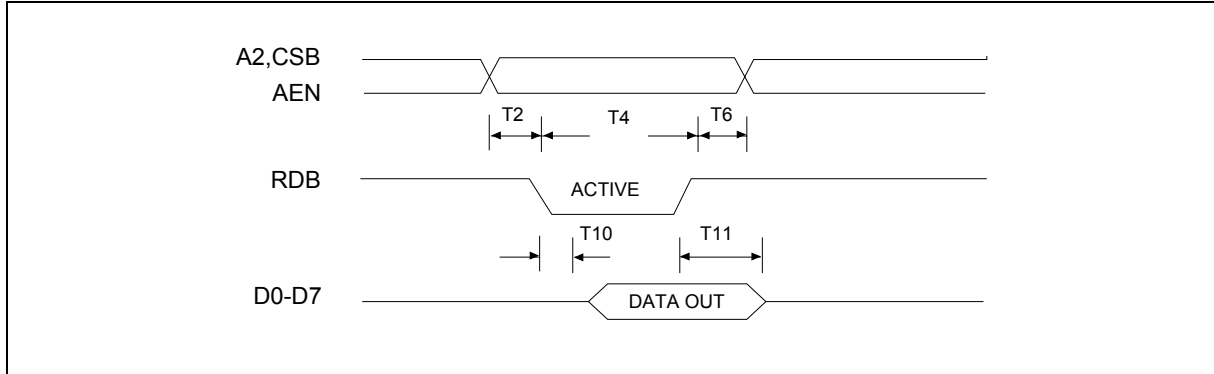 A2,CSB
AEN
T2 T4 T6
RDB
ACTIVE
T10 T11
D0-D7
DATA OUT